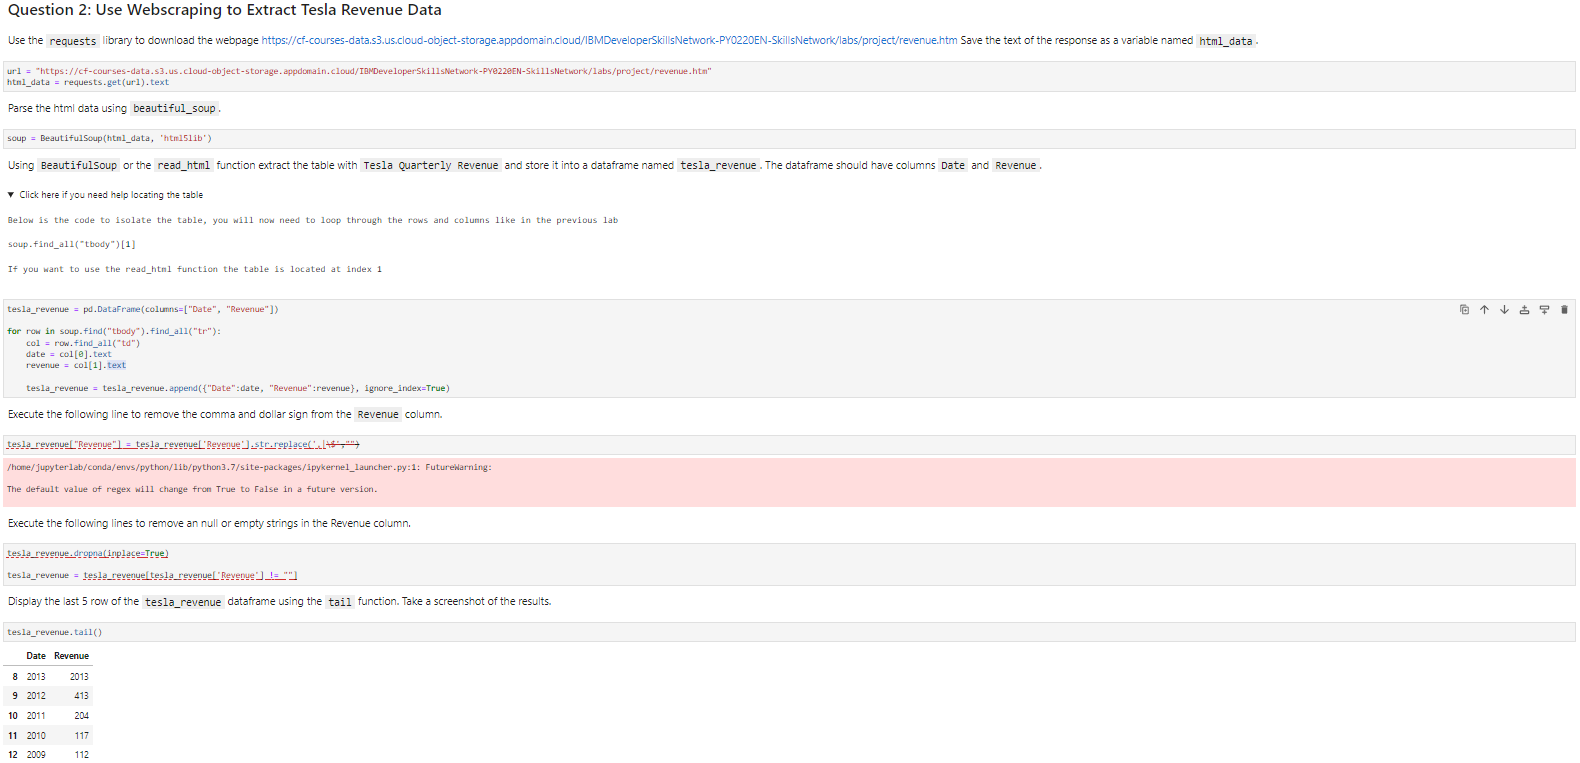 Question 2: Use Webscraping to Extract Tesla Revenue Data
Use the requests library to download the webpage https://cf-courses-data.s3.us.cloud-object-storage.appdomain.cloud/IBMDeveloperSkillsNetwork-PY0220EN-SkillsNetwork/labs/project/revenue.htm Save the text of the response as a variable named html_data.
url = "https://cf-courses-data.s3.us.cloud-object-storage.appdomain.cloud/IBMDeveloperSkillsNetwork-PY0220EN-SkillsNetwork/labs/project/revenue.htm"
html_data = requests.get(url).text
Parse the html data using beautiful_soup.
soup = BeautifulSoup(html_data, 'html5lib')
Using BeautifulSoup or the read_html function extract the table with Tesla Quarterly Revenue and store it into a dataframe named tesla_revenue. The dataframe should have columns Date and Revenue.
▼ Click here if you need help locating the table
Below is the code to isolate the table, you will now need to loop through the rows and columns like in the previous lab
soup.find_all("tbody")[1]
If you want to use the read_html function the table is located at index 1
tesla_revenue = pd.DataFrame(columns=["Date", "Revenue"])
for row in soup.find("tbody").find_all("tr"):
col = row.find_all("td")
date = col[0].text
revenue = col[1].text
tesla_revenue = tesla_revenue.append({"Date":date, "Revenue":revenue}, ignore_index=True)
Execute the following line to remove the comma and dollar sign from the Revenue column.
tesla_revenue["Revenue"] = tesla_revenue['Revenue'].str.replace(',|\$',"")
/home/jupyterlab/conda/envs/python/lib/python3.7/site-packages/ipykernel_launcher.py:1: FutureWarning:
The default value of regex will change from True to False in a future version.
Execute the following lines to remove an null or empty strings in the Revenue column.
tesla_revenue.dropna(inplace=True)
tesla_revenue = tesla_revenue[tesla_revenue['Revenue'] != ""]
Display the last 5 row of the tesla_revenue dataframe using the tail function. Take a screenshot of the results.
tesla_revenue.tail()
Date Revenue
8 2013 2013
9 2012 413
10 2011 204
11 2010 117
12 2009 112